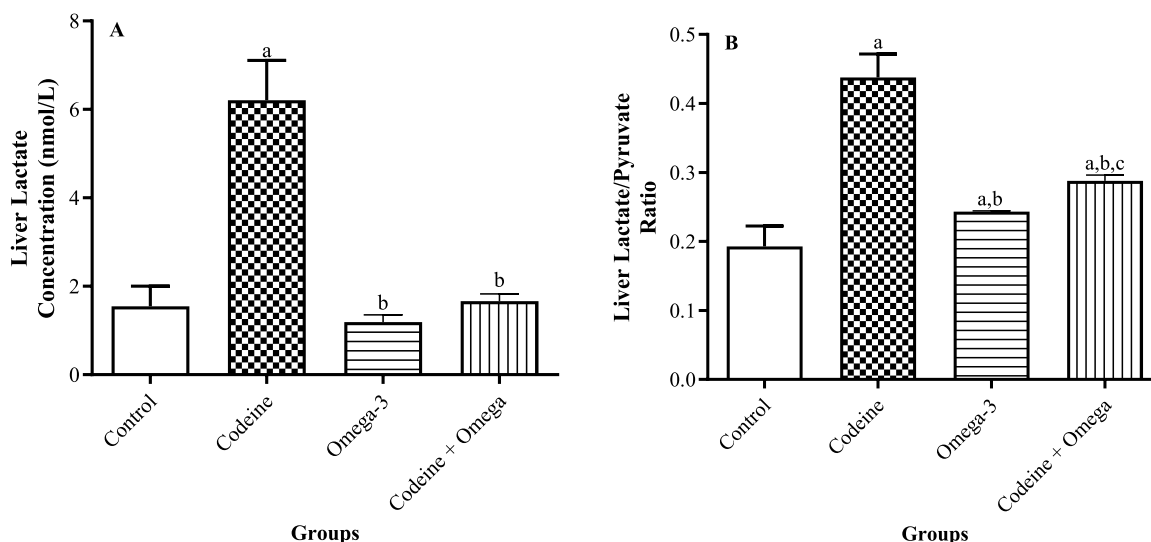 A
Liver Lactate
Concentration (nmol/L)
8
6
4
2
0
a
b
b
Control
Codeine
Omega-3
Codeine + Omega
Groups
B
Liver Lactate/Pyruvate
Ratio
0.5
0.4
0.3
0.2
0.1
0.0
a
a,b
a,b,c
Control
Codeine
Omega-3
Codeine + Omega
Groups